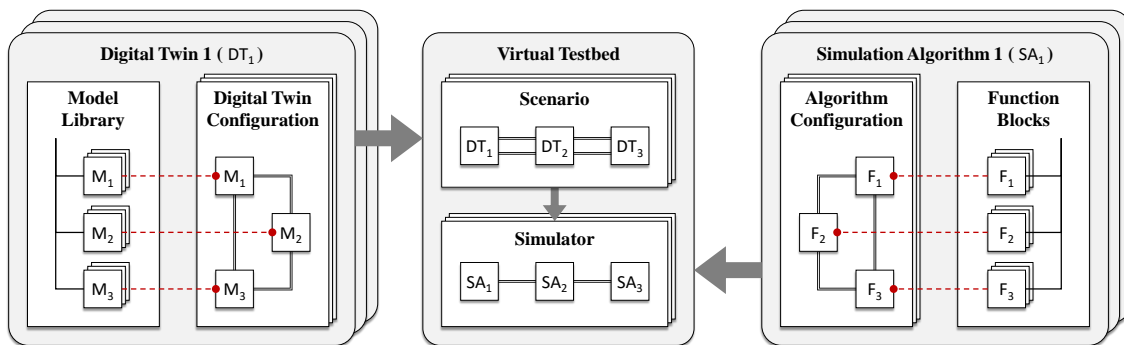 Digital Twin 1 ( DT₁ )
Model
Library
M₁
M₂
M₃
Digital Twin
Configuration
M₁
M₂
M₃
Virtual Testbed
Scenario
DT₁ DT₂ DT₃
Simulator
SA₁ SA₂ SA₃
Simulation Algorithm 1 ( SA₁ )
Algorithm
Configuration
F₁
F₂
F₃
Function
Blocks
F₁
F₂
F₃